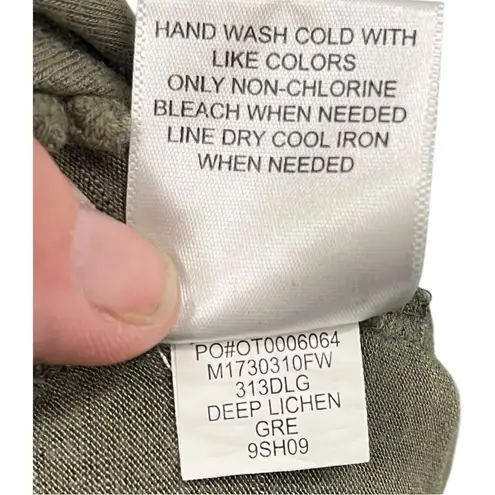 HAND WASH COLD WITH
LIKE COLORS
ONLY NON-CHLORINE
BLEACH WHEN NEEDED
LINE DRY COOL IRON
WHEN NEEDED
PO#OT0006064
M1730310FW
313DLG
DEEP LICHEN
GRE
9SH09